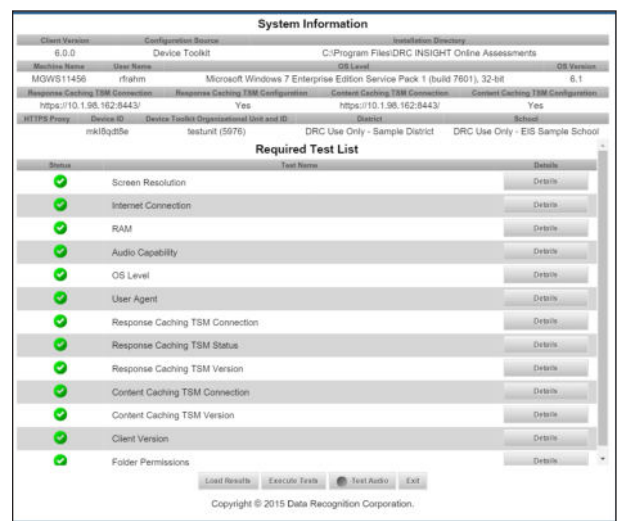 System Information
Client Version Configuration Source Installation Directory
6.0.0 Device Toolkit C:\Program Files\DRC INSIGHT Online Assessments
Machine Name User Name OS Level OS Version
MGWS11456 rfrahm Microsoft Windows 7 Enterprise Edition Service Pack 1 (build 7601), 32-bit 6.1
Response Caching TSM Connection Response Caching TSM Configuration Content Caching TSM Connection Content Caching TSM Configuration
https://10.1.98.162:8443/ Yes https://10.1.98.162:8443/ Yes
HTTPS Proxy Device ID Device Toolkit Organizational Unit and ID District School
mkl8qdt8e testunit (5976) DRC Use Only - Sample District DRC Use Only - EIS Sample School
Required Test List
Status Test Name Details
Screen Resolution Details
Internet Connection Details
RAM Details
Audio Capability Details
OS Level Details
User Agent Details
Response Caching TSM Connection Details
Response Caching TSM Status Details
Response Caching TSM Version Details
Content Caching TSM Connection Details
Content Caching TSM Version Details
Client Version Details
Folder Permissions Details
Load Results Execute Tests Test Audio Exit
Copyright © 2015 Data Recognition Corporation.